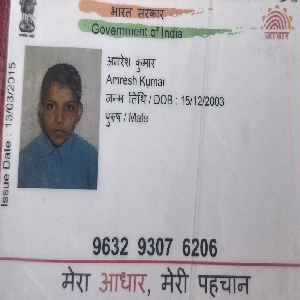 भारत सरकार
Government of India
आधार
अमरेश कुमार
Amresh Kumar
जन्म तिथि / DOB : 15/12/2003
पुरुष / Male
Issue Date : 13/03/2015
9632 9307 6206
मेरा आधार, मेरी पहचान